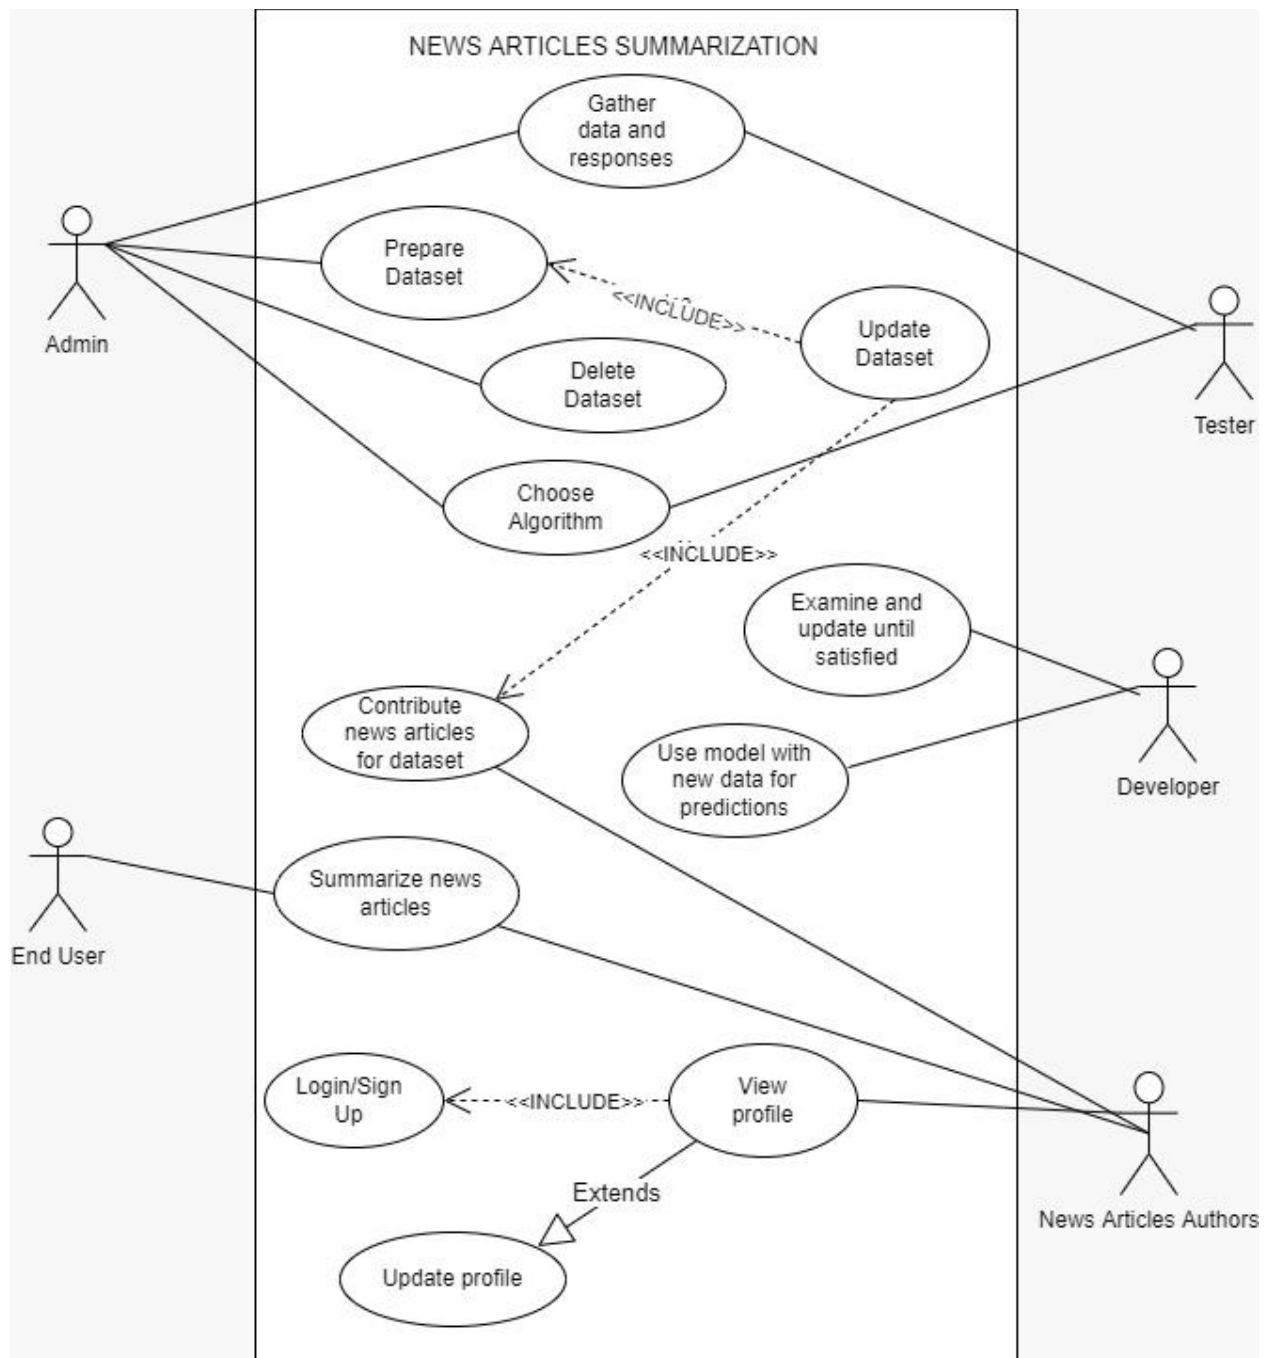 NEWS ARTICLES SUMMARIZATION
Gather
data and
responses
Prepare
Dataset
<<INCLUDE>>
Update
Dataset
Admin
Delete
Dataset
Tester
Choose
Algorithm
<<INCLUDE>>
Examine and
update until
satisfied
Contribute
news articles
for dataset
Use model with
new data for
predictions
Developer
Summarize news
articles
End User
Login/Sign
Up
<<INCLUDE>>
View
profile
Extends
News Articles Authors
Update profile